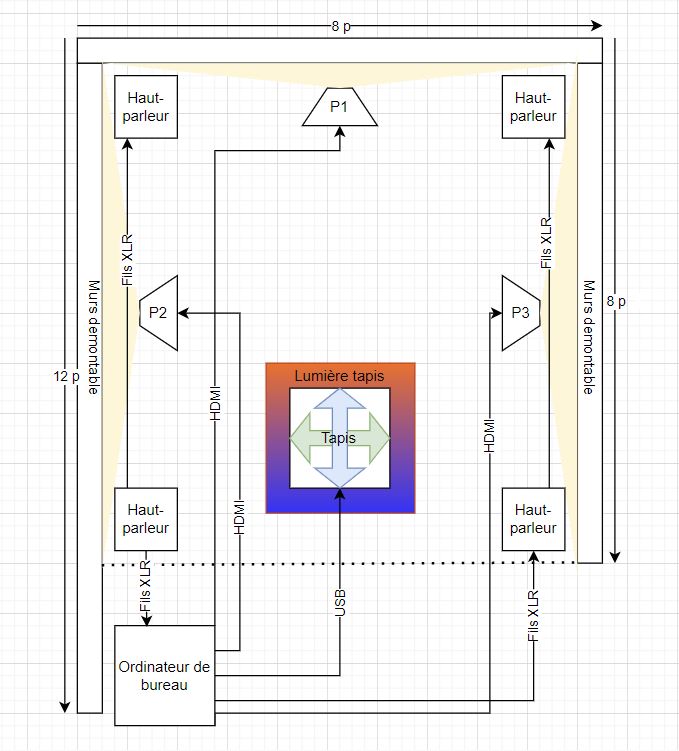 8 p
Haut-
parleur
P1
Haut-
parleur
Fils XLR
Fils XLR
Murs demontable
P2
P3
Murs demontable
8 p
12 p
Lumière tapis
HDMI
Tapis
HDMI
Haut-
parleur
HDMI
Haut-
parleur
Fils XLR
USB
Fils XLR
Ordinateur de
bureau